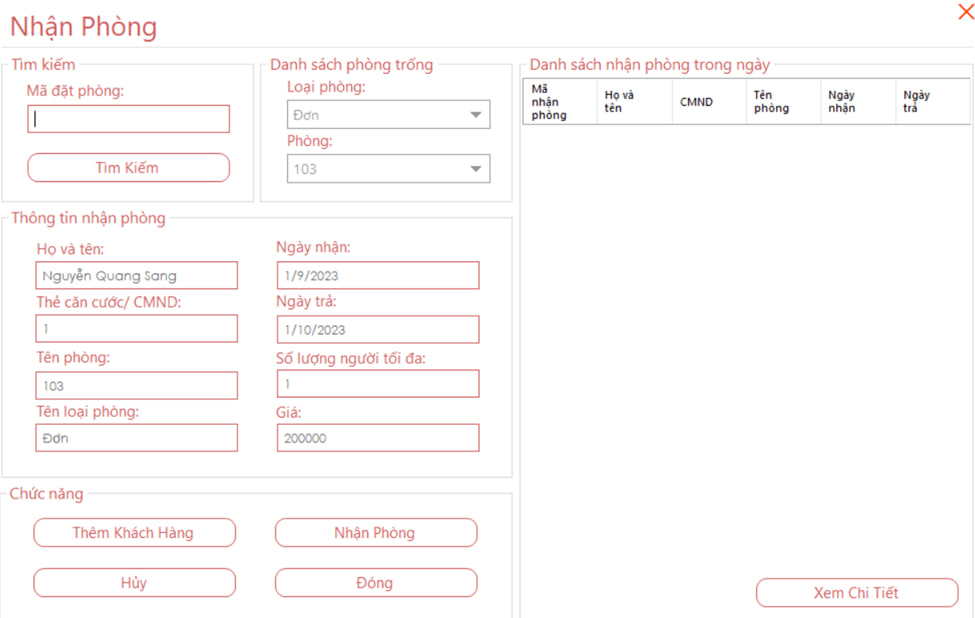 Nhận Phòng
Tìm kiếm
Mã đặt phòng:
Tìm Kiếm
Danh sách phòng trống
Loại phòng:
Đơn
Phòng:
103
Thông tin nhận phòng
Họ và tên:
Nguyễn Quang Sang
Thẻ căn cước/ CMND:
1
Tên phòng:
103
Tên loại phòng:
Đơn
Ngày nhận:
1/9/2023
Ngày trả:
1/10/2023
Số lượng người tối đa:
1
Giá:
200000
Chức năng
Thêm Khách Hàng
Nhận Phòng
Hủy
Đóng
Danh sách nhận phòng trong ngày
Mã
nhận
phòng
Họ và
tên
CMND
Tên
phòng
Ngày
nhận
Ngày
trả
Xem Chi Tiết